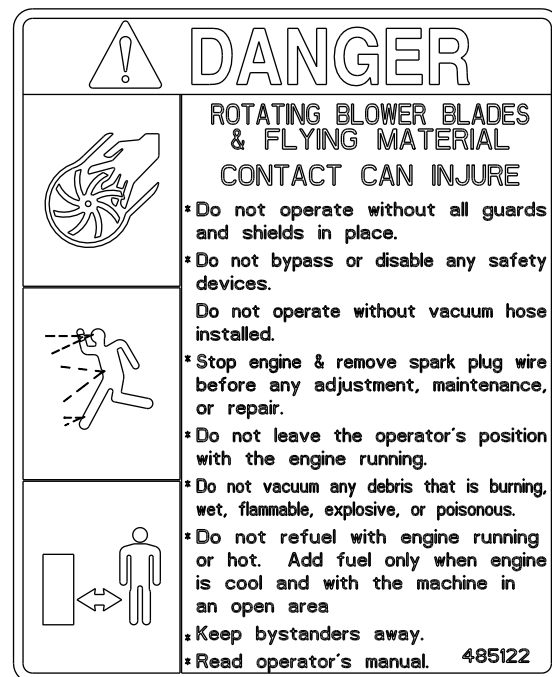 DANGER
ROTATING BLOWER BLADES
& FLYING MATERIAL
CONTACT CAN INJURE
* Do not operate without all guards
and shields in place.
* Do not bypass or disable any safety
devices.
Do not operate without vacuum hose
installed.
* Stop engine & remove spark plug wire
before any adjustment, maintenance,
or repair.
* Do not leave the operator's position
with the engine running.
* Do not vacuum any debris that is burning,
wet, flammable, explosive, or poisonous.
* Do not refuel with engine running
or hot. Add fuel only when engine
is cool and with the machine in
an open area
* Keep bystanders away.
* Read operator's manual. 485122